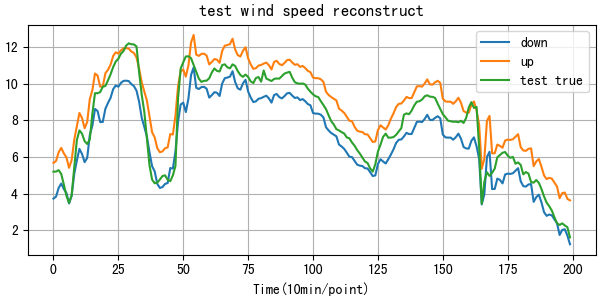 test wind speed reconstruct
down
up
test true
12
10
8
6
4
2
0 25 50 75 100 125 150 175 200
Time(10min/point)